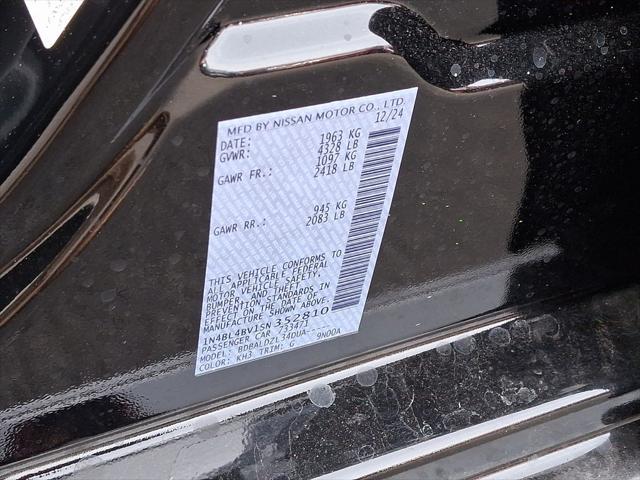 MFD BY NISSAN MOTOR CO., LTD.
DATE: 12/24
GVWR: 1963 KG
4328 LB
GAWR FR.: 1097 KG
2418 LB
GAWR RR.: 945 KG
2083 LB
THIS VEHICLE CONFORMS TO
ALL APPLICABLE FEDERAL
MOTOR VEHICLE SAFETY,
BUMPER, AND THEFT
PREVENTION STANDARDS IN
EFFECT ON THE DATE OF
MANUFACTURE SHOWN ABOVE.
1N4BL4BV1SN352810
PASSENGER CAR 733471
MODEL: BDBALDZL34DUA-----
COLOR: KH3 TRIM: G 9N00A